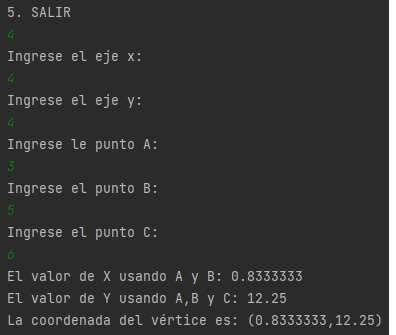 5. SALIR
4
Ingrese el eje x:
4
Ingrese el eje y:
4
Ingrese le punto A:
3
Ingrese el punto B:
5
Ingrese el punto C:
6
El valor de X usando A y B: 0.8333333
El valor de Y usando A,B y C: 12.25
La coordenada del vértice es: (0.8333333,12.25)